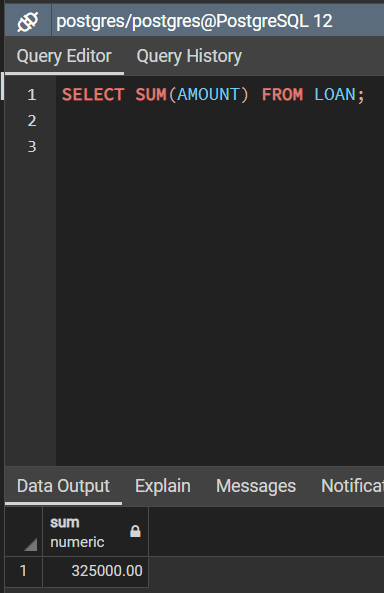 postgres/postgres@PostgreSQL 12
Query Editor Query History
1 SELECT SUM(AMOUNT) FROM LOAN;
2
3
Data Output Explain Messages Notificat
sum
numeric
1 325000.00